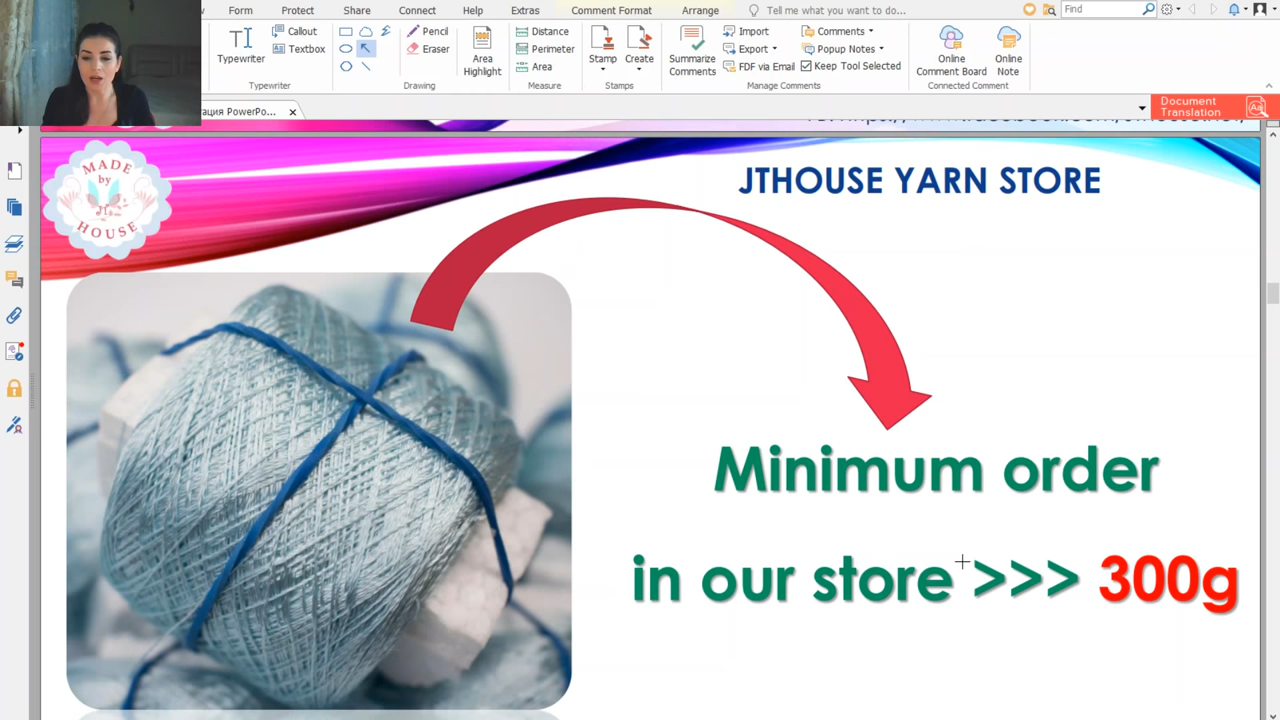 Form Protect Share Connect Help Extras Comment Format Arrange Tell me what you want to do... Find
Typewriter
Callout
Textbox
Typewriter
Pencil
Eraser
Area
Highlight
Drawing
Distance
Perimeter
Area
Measure
Stamp
Create
Stamps
Summarize
Comments
Import
Export
FDF via Email
Comments
Popup Notes
Keep Tool Selected
Manage Comments
Online
Comment Board
Online
Note
Connected Comment
ация PowerPo...
Document
Translation
MADE
by
JTs
HOUSE
JTHOUSE YARN STORE
Minimum order
in our store >>> 300g